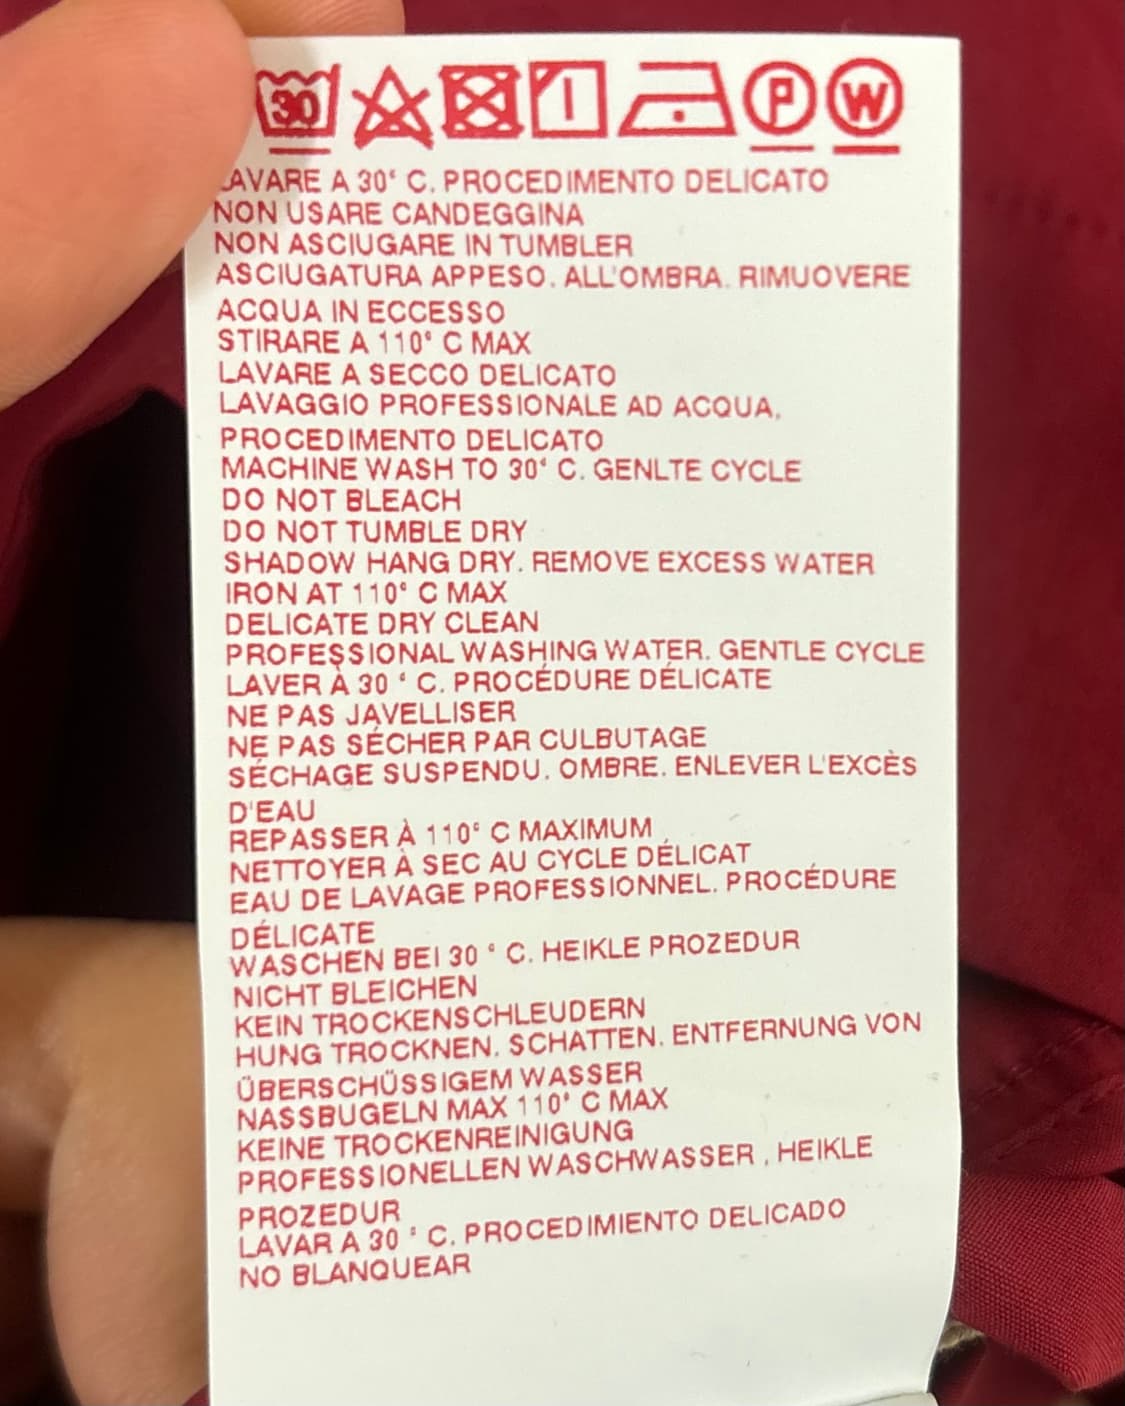 30 P W
LAVARE A 30° C. PROCEDIMENTO DELICATO
NON USARE CANDEGGINA
NON ASCIUGARE IN TUMBLER
ASCIUGATURA APPESO. ALL'OMBRA. RIMUOVERE
ACQUA IN ECCESSO
STIRARE A 110° C MAX
LAVARE A SECCO DELICATO
LAVAGGIO PROFESSIONALE AD ACQUA,
PROCEDIMENTO DELICATO
MACHINE WASH TO 30° C. GENLTE CYCLE
DO NOT BLEACH
DO NOT TUMBLE DRY
SHADOW HANG DRY. REMOVE EXCESS WATER
IRON AT 110° C MAX
DELICATE DRY CLEAN
PROFESSIONAL WASHING WATER. GENTLE CYCLE
LAVER À 30 ° C. PROCÉDURE DÉLICATE
NE PAS JAVELLISER
NE PAS SÉCHER PAR CULBUTAGE
SÉCHAGE SUSPENDU. OMBRE. ENLEVER L'EXCÈS
D'EAU
REPASSER À 110° C MAXIMUM
NETTOYER À SEC AU CYCLE DÉLICAT
EAU DE LAVAGE PROFESSIONNEL. PROCÉDURE
DÉLICATE
WASCHEN BEI 30 ° C. HEIKLE PROZEDUR
NICHT BLEICHEN
KEIN TROCKENSCHLEUDERN
HUNG TROCKNEN. SCHATTEN. ENTFERNUNG VON
ÜBERSCHÜSSIGEM WASSER
NASSBUGELN MAX 110° C MAX
KEINE TROCKENREINIGUNG
PROFESSIONELLEN WASCHWASSER , HEIKLE
PROZEDUR
LAVAR A 30 ° C. PROCEDIMIENTO DELICADO
NO BLANQUEAR